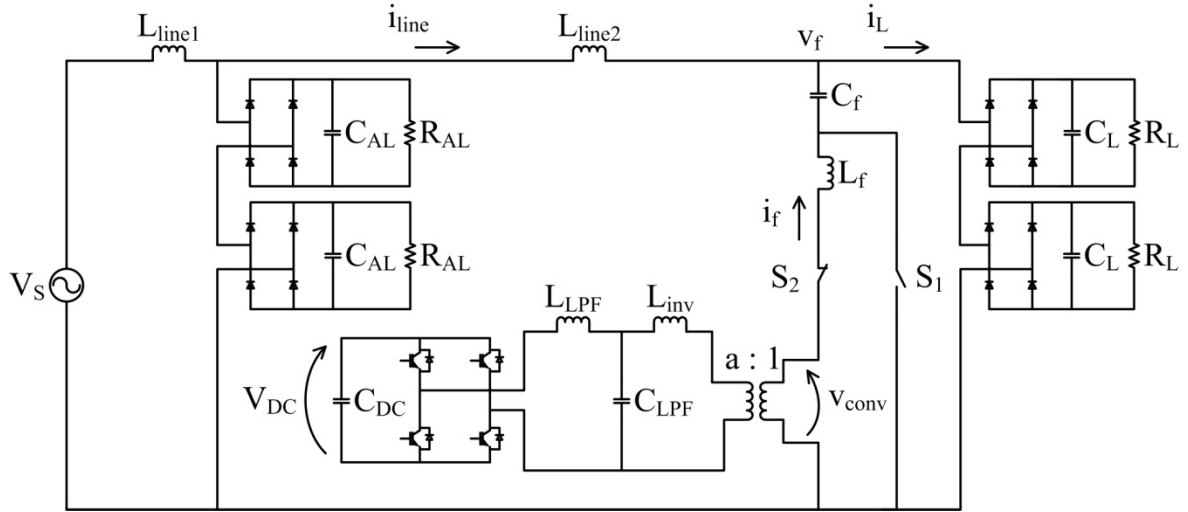 L_line1
i_line
L_line2
v_f
i_L
C_f
C_AL
R_AL
C_L
R_L
L_f
i_f
C_AL
R_AL
C_L
R_L
V_S
S_2
S_1
L_LPF
L_inv
a : 1
V_DC
C_DC
C_LPF
v_conv